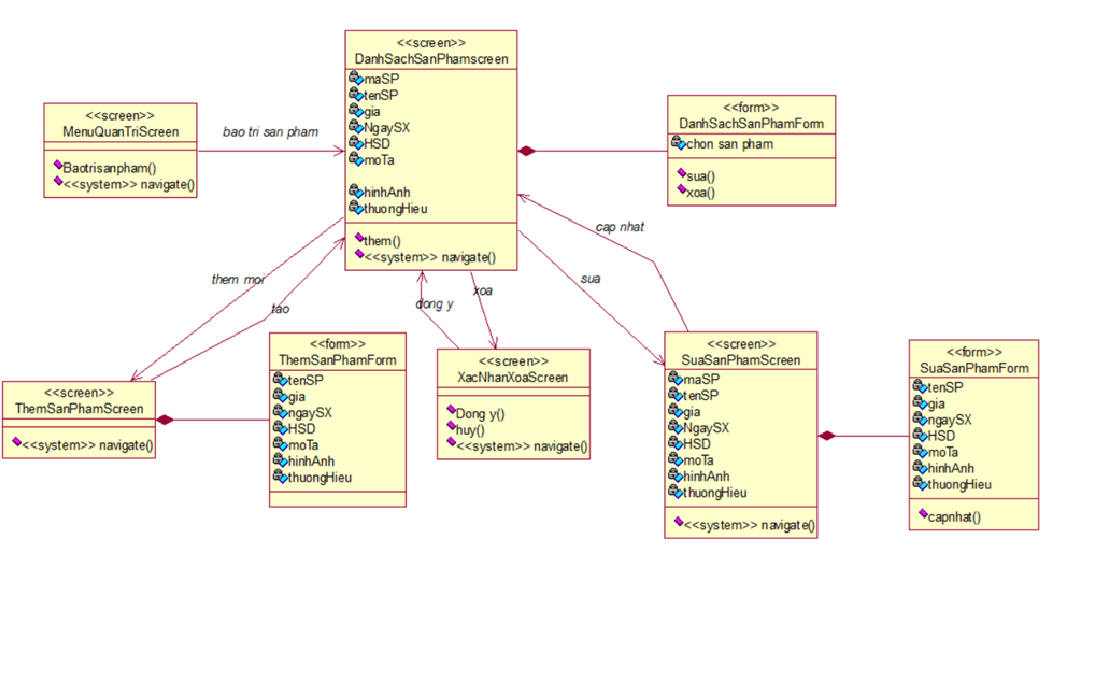 <<screen>>
DanhSachSanPhamscreen
maSP
tenSP
gia
NgaySX
HSD
moTa
hinhAnh
thuongHieu
them()
<<system>> navigate()
<<screen>>
MenuQuanTriScreen
Baotrisanpham()
<<system>> navigate()
bao tri san pham
<<form>>
DanhSachSanPhamForm
chon san pham
sua()
xoa()
cap nhat
sua
them moi
tao
dong y
xoa
<<screen>>
ThemSanPhamScreen
<<system>> navigate()
<<form>>
ThemSanPhamForm
tenSP
gia
ngaySX
HSD
moTa
hinhAnh
thuongHieu
<<screen>>
XacNhanXoaScreen
Dong y()
huy()
<<system>> navigate()
<<screen>>
SuaSanPhamScreen
maSP
tenSP
gia
NgaySX
HSD
moTa
hinhAnh
thuongHieu
<<system>> navigate()
<<form>>
SuaSanPhamForm
tenSP
gia
ngaySX
HSD
moTa
hinhAnh
thuongHieu
capnhat()